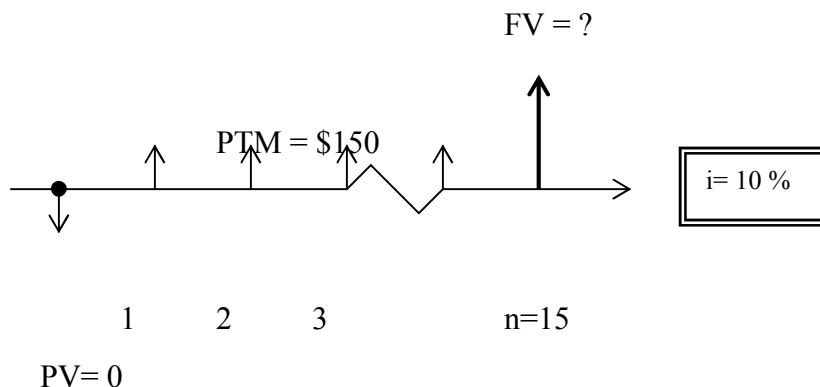 FV = ?
PTM = $150
i= 10 %
1 2 3 n=15
PV= 0